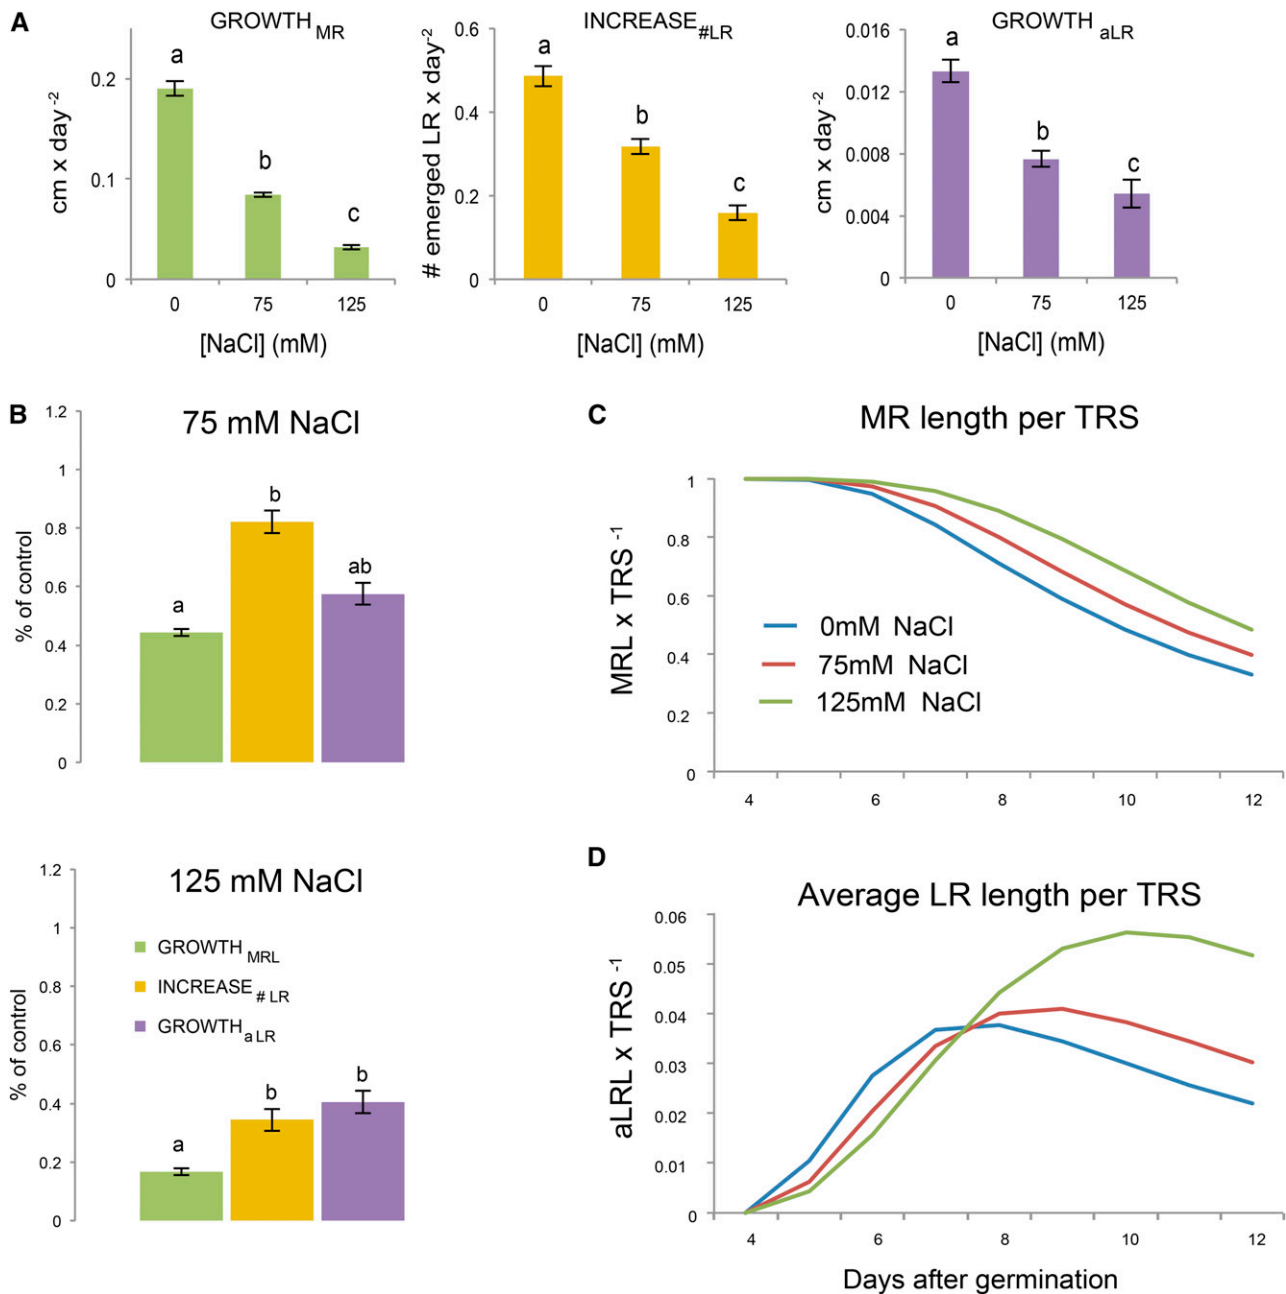 A
GROWTH MR
cm x day -2
0.2
0.1
0
a
b
c
0 75 125
[NaCl] (mM)
INCREASE #LR
# emerged LR x day -2
0.6
0.4
0.2
0
a
b
c
0 75 125
[NaCl] (mM)
GROWTH aLR
cm x day -2
0.016
0.012
0.008
0.004
0
a
b
c
0 75 125
[NaCl] (mM)
B
75 mM NaCl
% of control
1.2
1
0.8
0.6
0.4
0.2
0
a
b
ab
125 mM NaCl
% of control
1.2
1
0.8
0.6
0.4
0.2
0
GROWTH MRL
INCREASE # LR
GROWTH a LR
a
b
b
C
MR length per TRS
MRL x TRS -1
1
0.8
0.6
0.4
0.2
0
0mM NaCl
75mM NaCl
125mM NaCl
4 6 8 10 12
D
Average LR length per TRS
aLRL x TRS -1
0.06
0.05
0.04
0.03
0.02
0.01
0
4 6 8 10 12
Days after germination